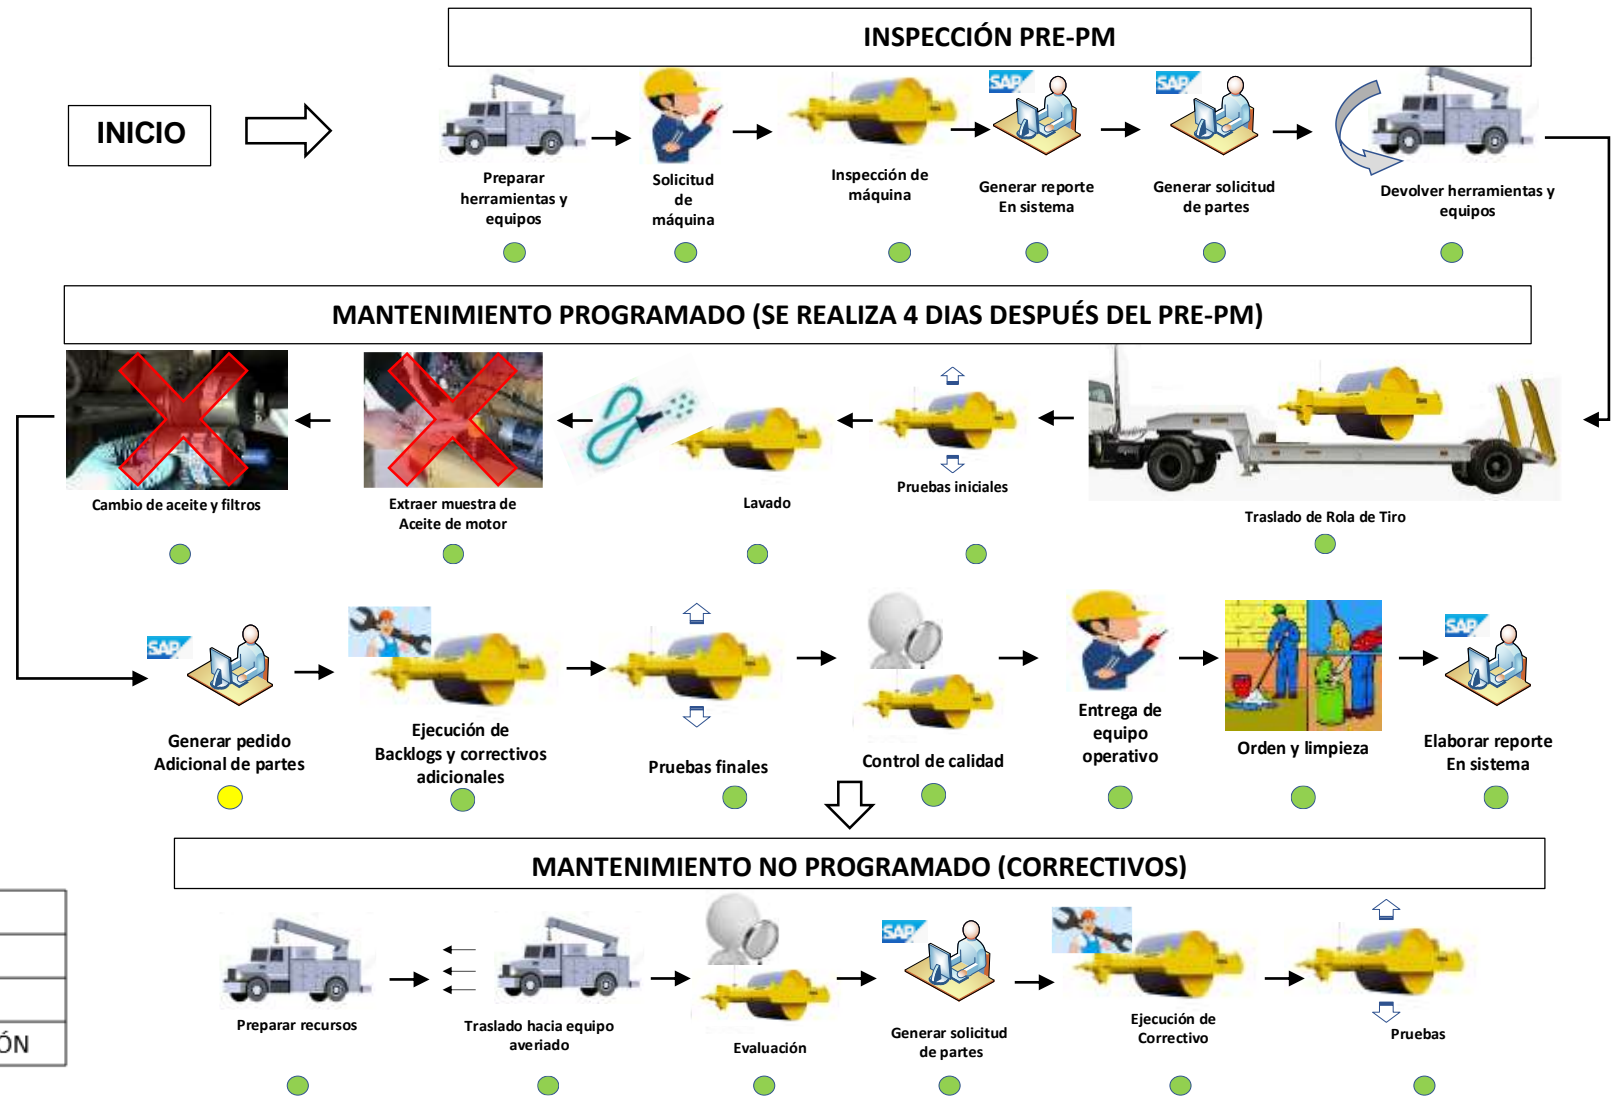 INSPECCIÓN PRE-PM
INICIO
SAP
SAP
Preparar
herramientas y
equipos
Solicitud
de
máquina
Inspección de
máquina
Generar reporte
En sistema
Generar solicitud
de partes
Devolver herramientas y
equipos
MANTENIMIENTO PROGRAMADO (SE REALIZA 4 DIAS DESPUÉS DEL PRE-PM)
Cambio de aceite y filtros
Extraer muestra de
Aceite de motor
Lavado
Pruebas iniciales
Traslado de Rola de Tiro
SAP
SAP
Generar pedido
Adicional de partes
Ejecución de
Backlogs y correctivos
adicionales
Pruebas finales
Control de calidad
Entrega de
equipo
operativo
Orden y limpieza
Elaborar reporte
En sistema
MANTENIMIENTO NO PROGRAMADO (CORRECTIVOS)
SAP
Preparar recursos
Traslado hacia equipo
averiado
Evaluación
Generar solicitud
de partes
Ejecución de
Correctivo
Pruebas
ÓN